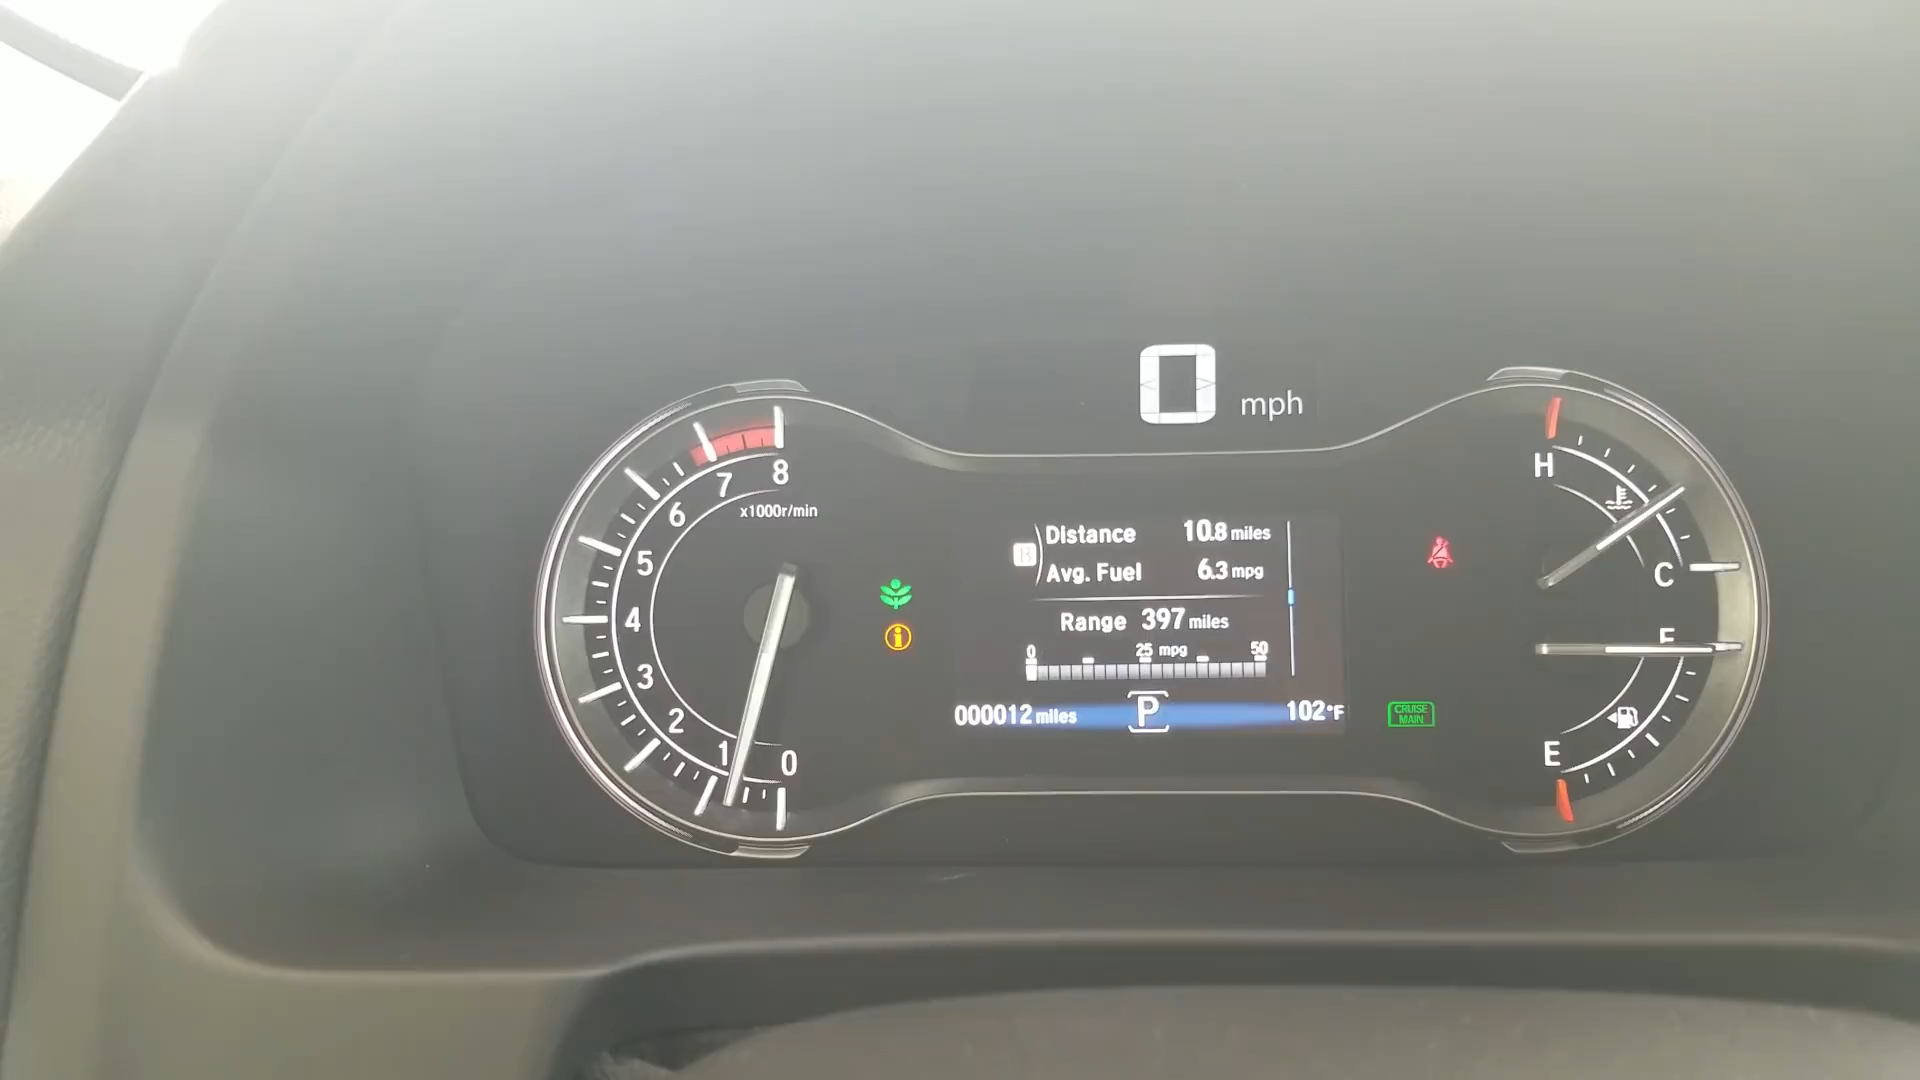 0 mph
8
7
x1000r/min
6
5
4
3
2
1
0
B
Distance 10.8 miles
Avg. Fuel 6.3 mpg
Range 397 miles
0 25 mpg 50
000012 miles P 102°F
CRUISE
MAIN
H
C
F
E